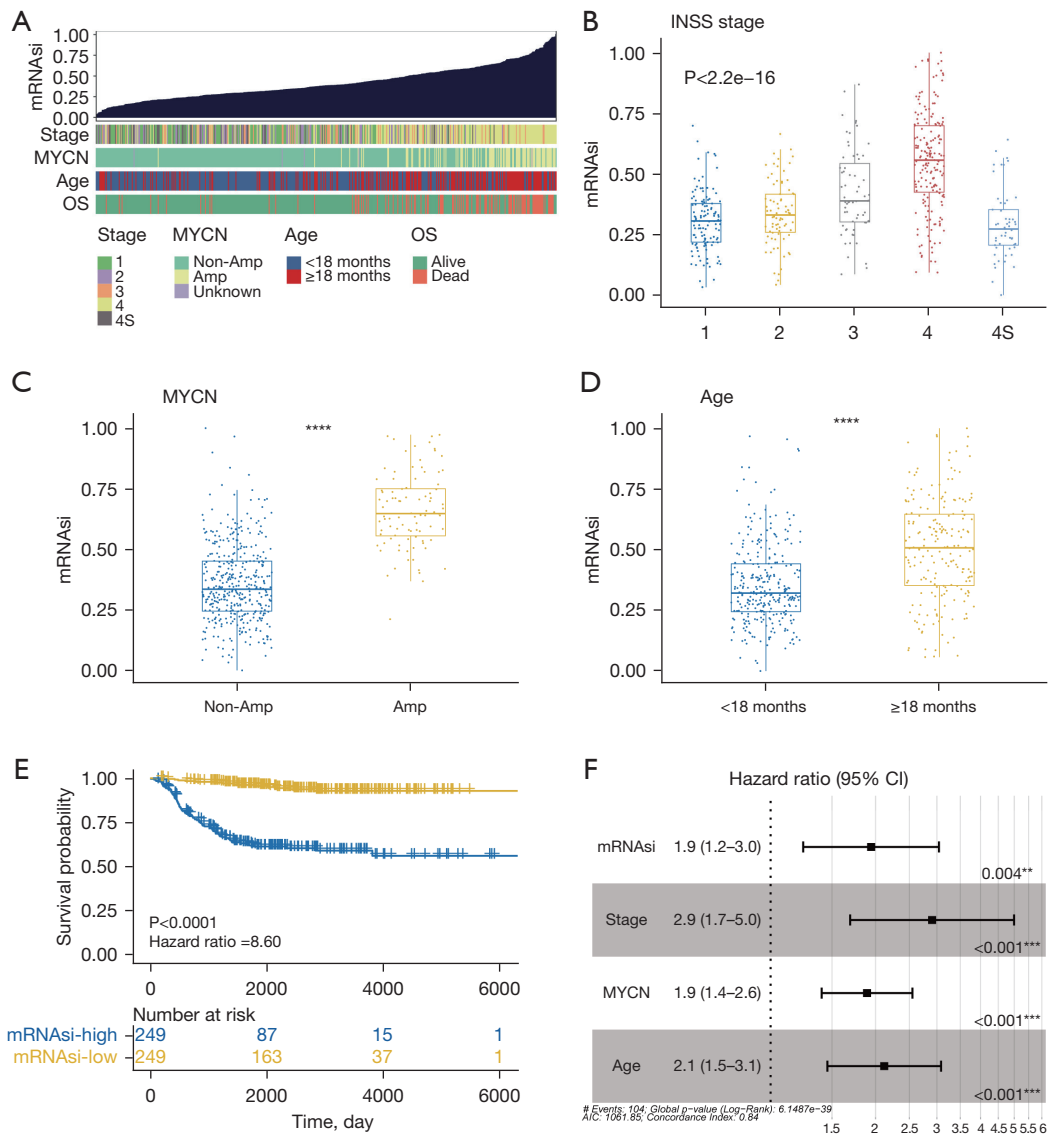 A
mRNAsi
1.00
0.75
0.50
0.25
0.00
Stage
MYCN
Age
OS
Stage MYCN Age OS
1 Non-Amp <18 months Alive
2 Amp ≥18 months Dead
3 Unknown
4
4S
B INSS stage
P<2.2e−16
mRNAsi
1.00
0.75
0.50
0.25
0.00
1 2 3 4 4S
C MYCN
****
mRNAsi
1.00
0.75
0.50
0.25
0.00
Non-Amp Amp
D Age
****
mRNAsi
1.00
0.75
0.50
0.25
0.00
<18 months ≥18 months
E
Survival probability
1.00
0.75
0.50
0.25
0.00
P<0.0001
Hazard ratio =8.60
0 2000 4000 6000
Number at risk
mRNAsi-high 249 87 15 1
mRNAsi-low 249 163 37 1
0 2000 4000 6000
Time, day
F
Hazard ratio (95% CI)
mRNAsi 1.9 (1.2–3.0)
0.004**
Stage 2.9 (1.7–5.0)
<0.001***
MYCN 1.9 (1.4–2.6)
<0.001***
Age 2.1 (1.5–3.1)
<0.001***
# Events: 104; Global p-value (Log-Rank): 6.1487e-39
AIC: 1061.85; Concordance Index: 0.84
1.5 2 2.5 3 3.5 4 4.5 5 5.5 6